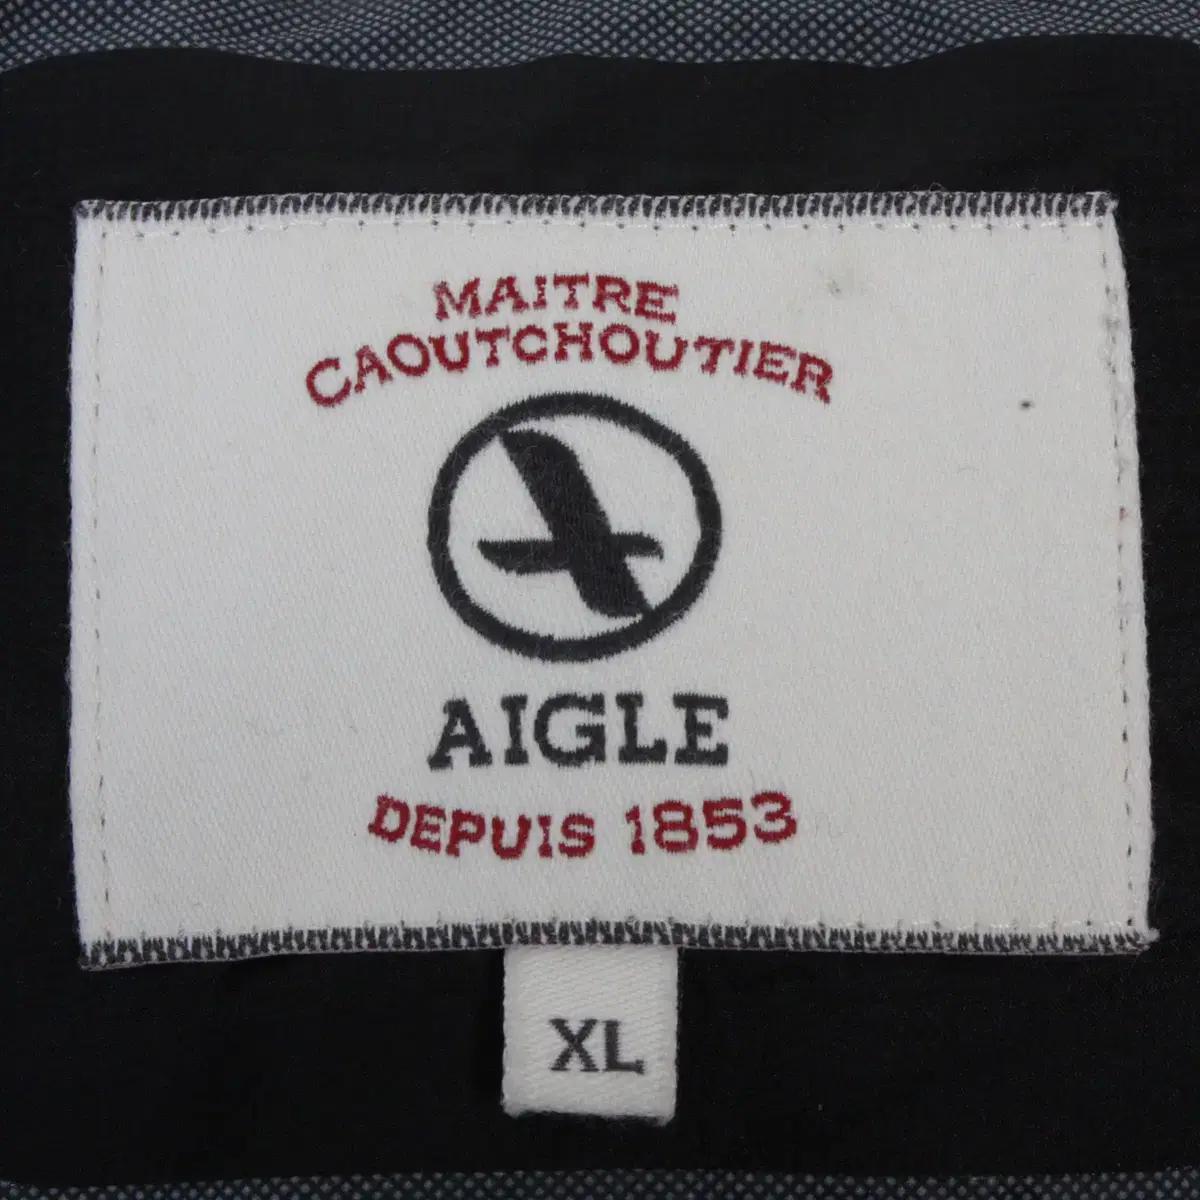 MAITRE
CAOUTCHOUTIER
AIGLE
DEPUIS 1853
XL